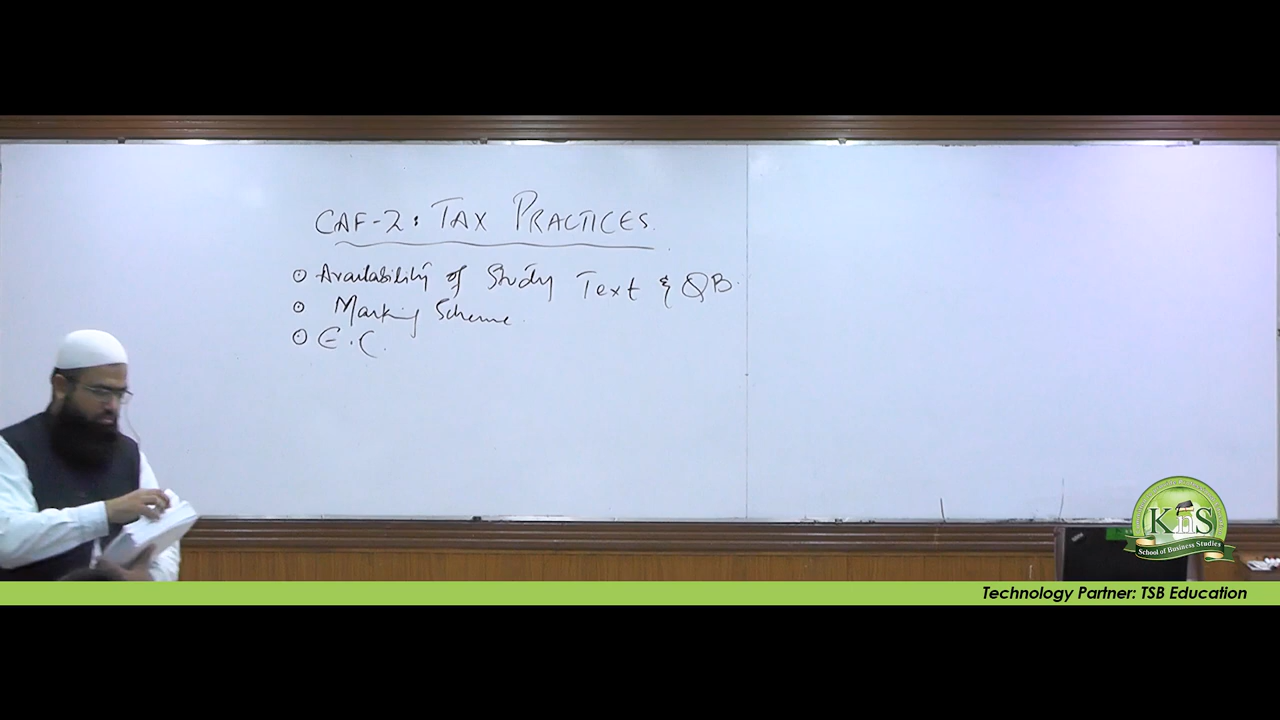 CAF-2: TAX PRACTICES.
Availability of Study Text & QB.
Marking Scheme.
E.C.
KnS
School of Business Studies
Technology Partner: TSB Education